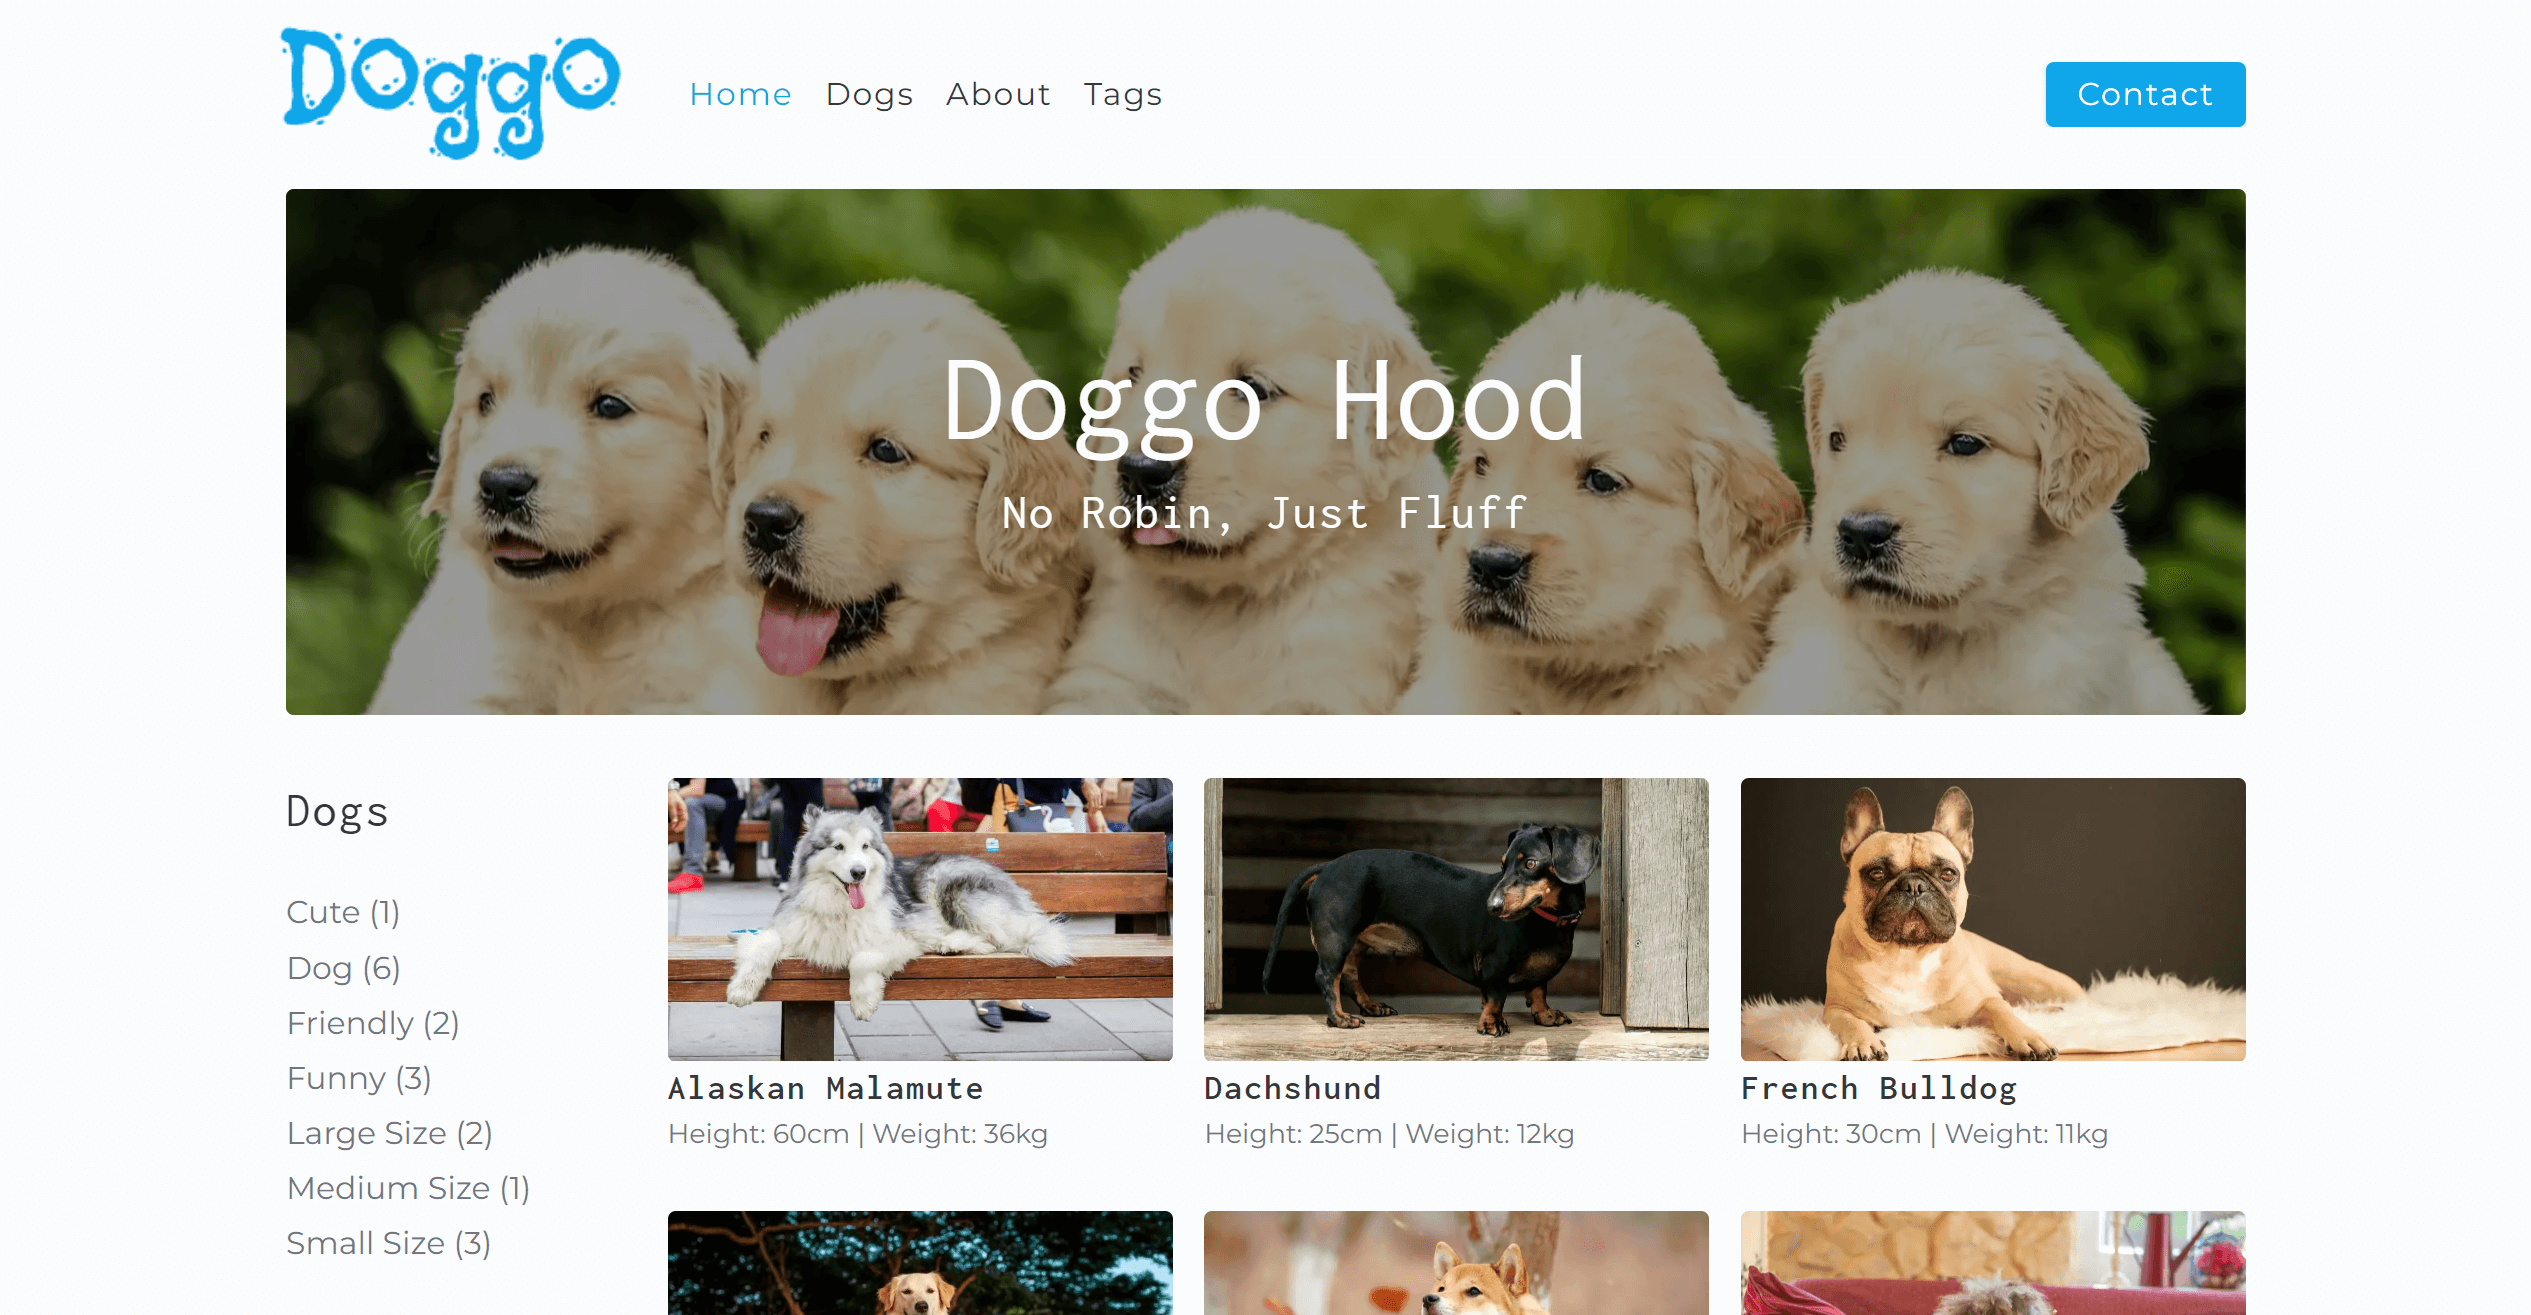 Doggo
Home Dogs About Tags
Contact
Doggo Hood
No Robin, Just Fluff
Dogs
Cute (1)
Dog (6)
Friendly (2)
Funny (3)
Large Size (2)
Medium Size (1)
Small Size (3)
Alaskan Malamute
Height: 60cm | Weight: 36kg
Dachshund
Height: 25cm | Weight: 12kg
French Bulldog
Height: 30cm | Weight: 11kg